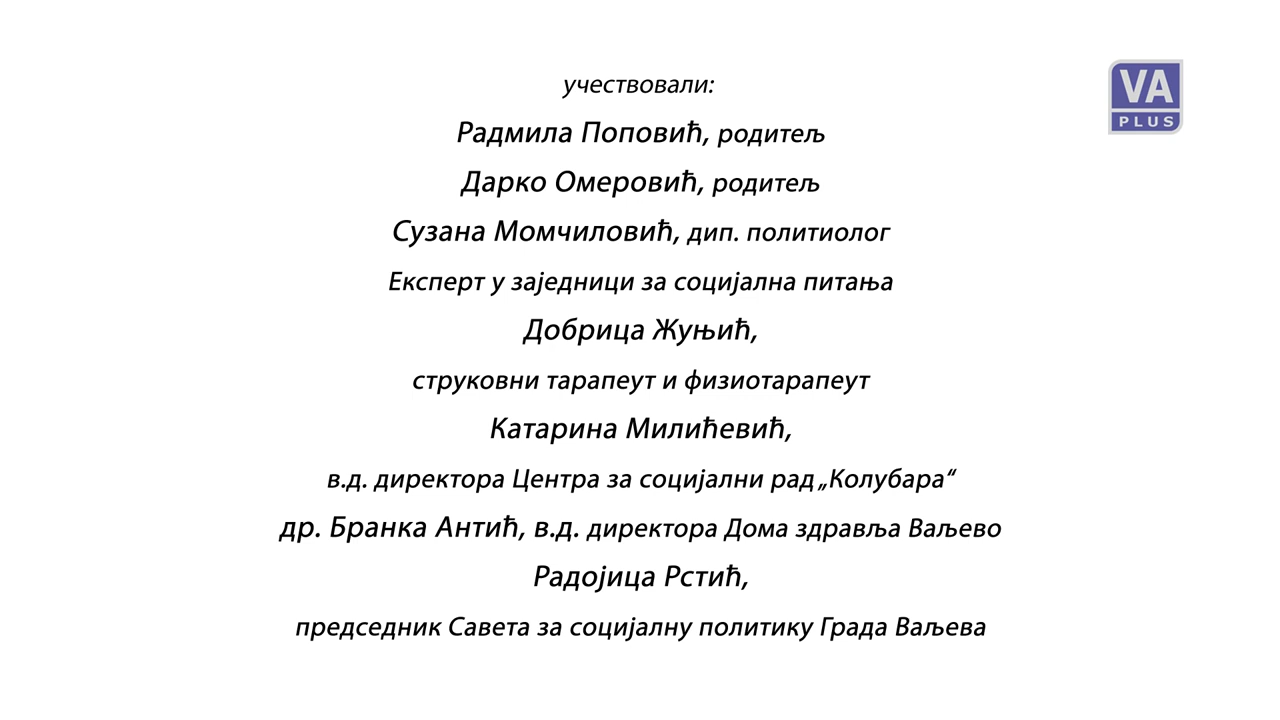 учествовали:
VA
PLUS
Радмила Поповић, родитељ
Дарко Омеровић, родитељ
Сузана Момчиловић, дип. политиолог
Експерт у заједници за социјална питања
Добрица Жуњић,
струковни тарапеут и физиотарапеут
Катарина Милићевић,
в.д. директора Центра за социјални рад „Колубара“
др. Бранка Антић, в.д. директора Дома здравља Ваљево
Радојица Рстић,
председник Савета за социјалну политику Града Ваљева